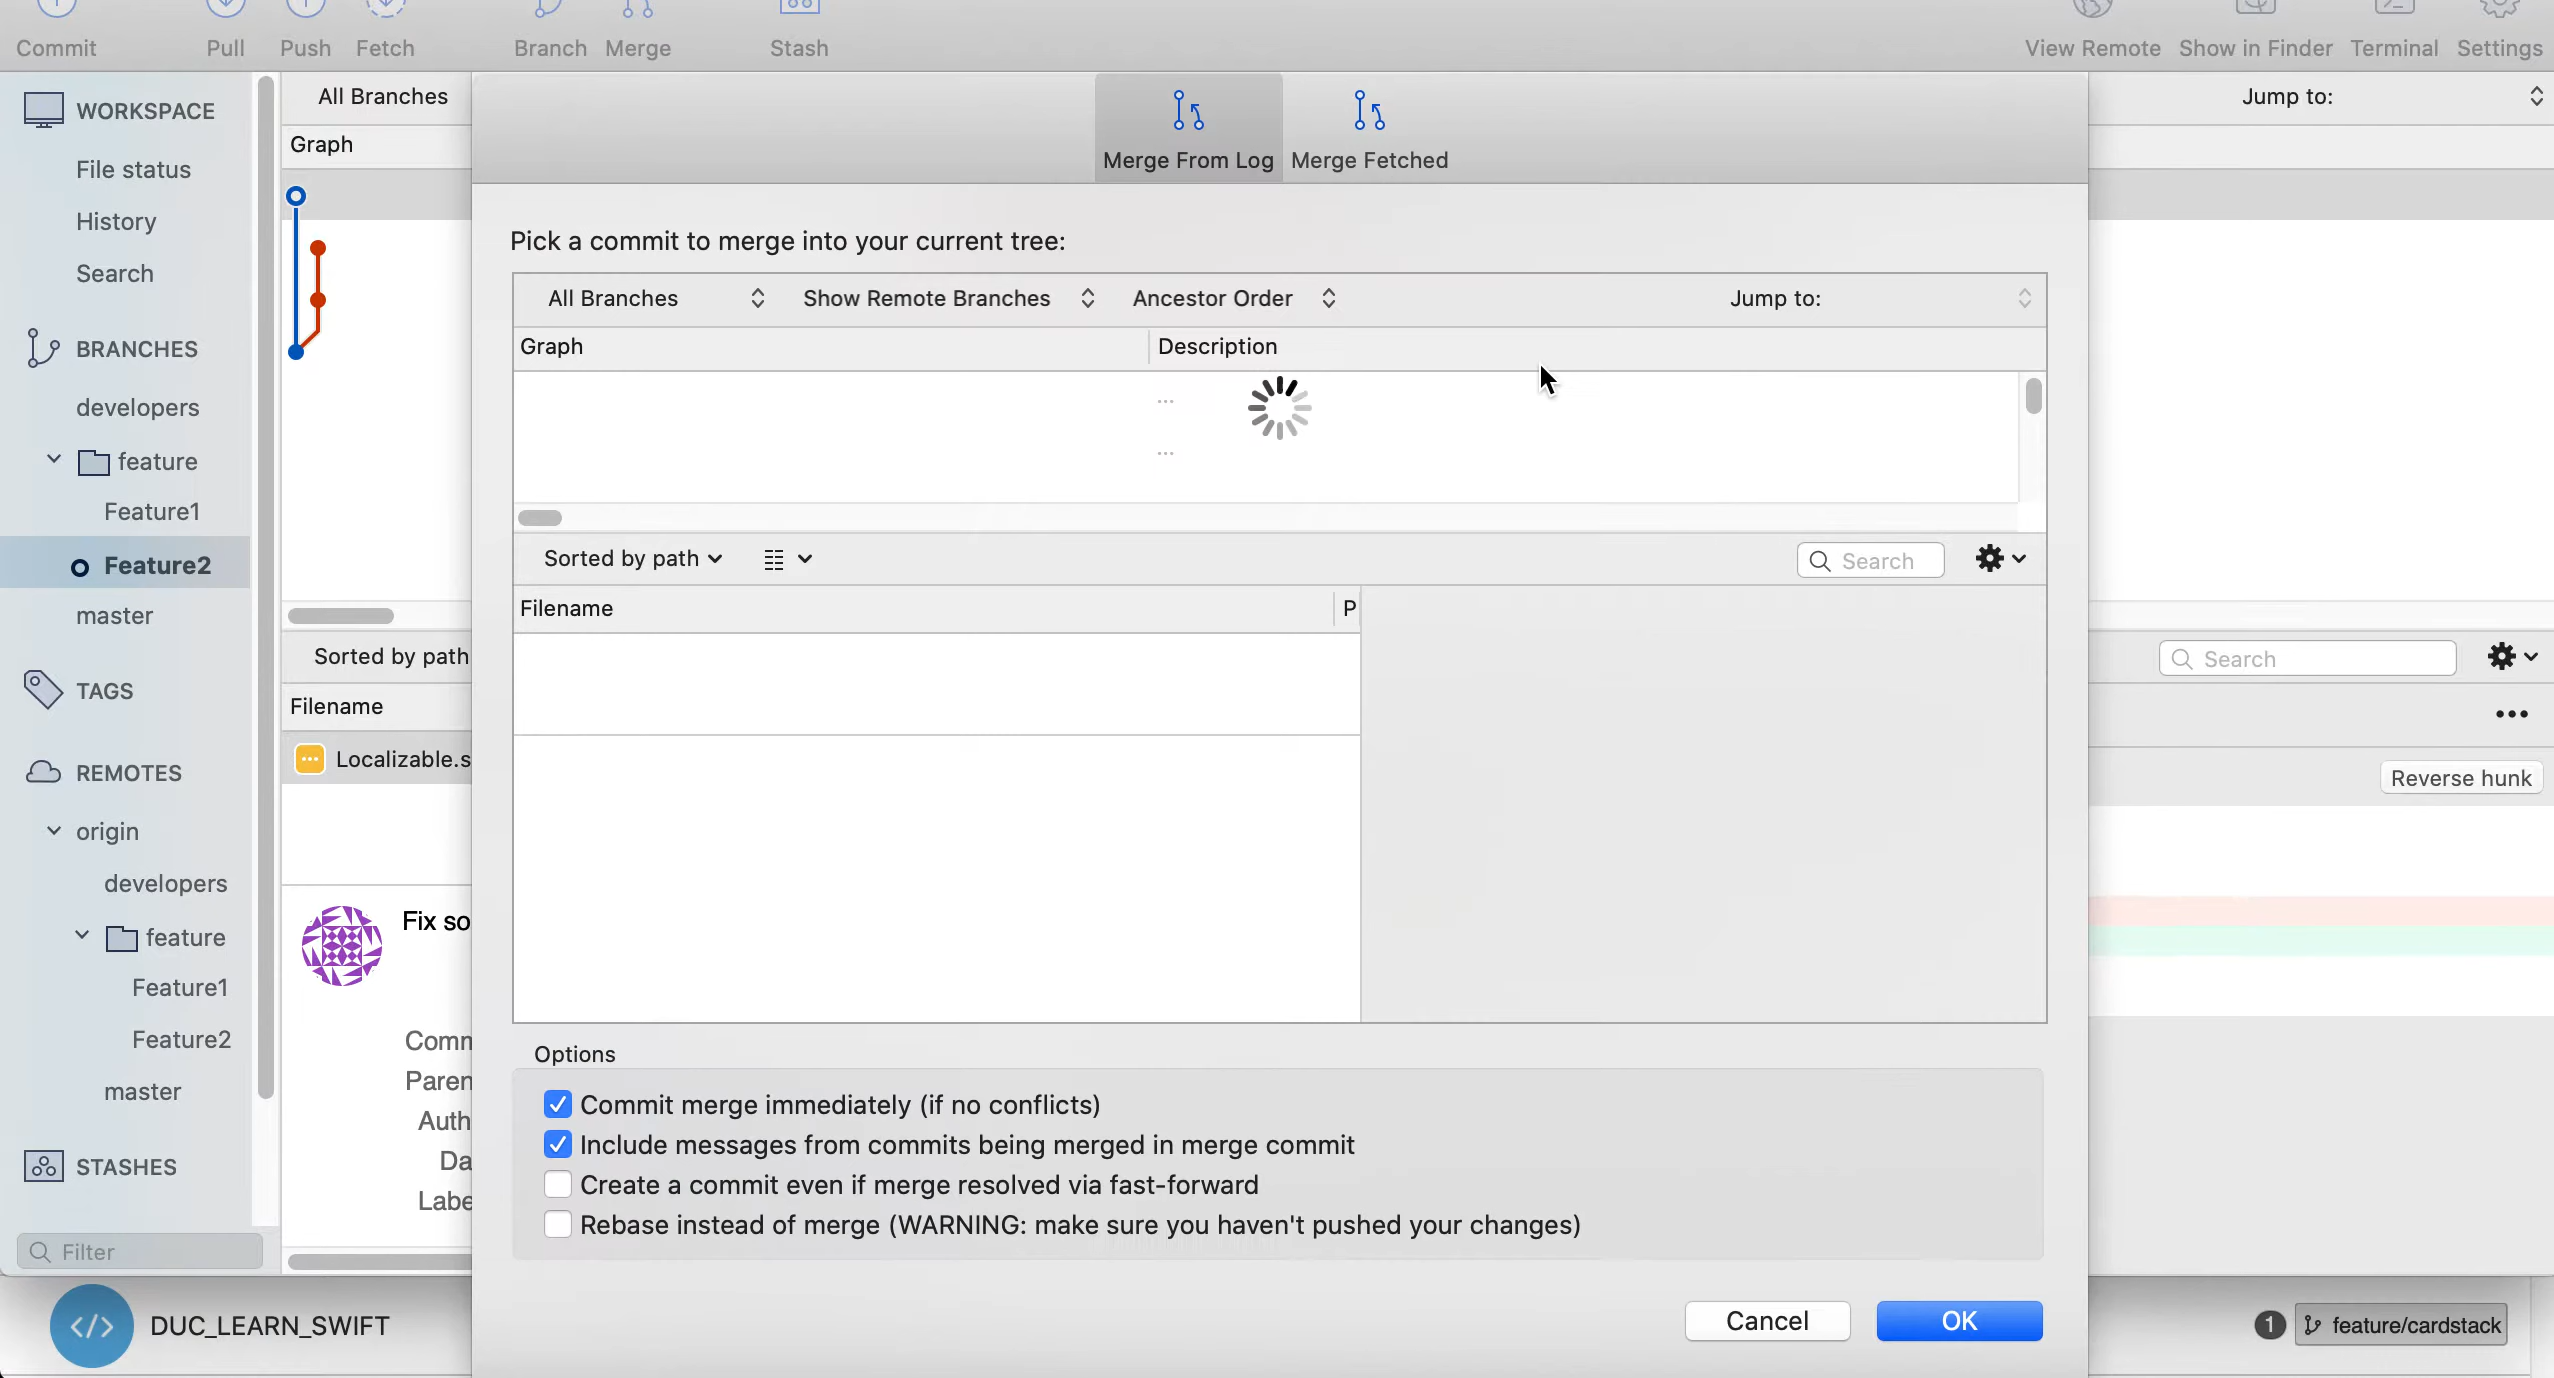 Commit Pull Push Fetch Branch Merge Stash View Remote Show in Finder Terminal Settings
WORKSPACE
File status
History
Search
BRANCHES
developers
feature
Feature1
Feature2
master
TAGS
REMOTES
origin
developers
feature
Feature1
Feature2
master
STASHES
Filter
All Branches
Graph
Sorted by path
Filename
Localizable.s
Fix so
Comm
Paren
Auth
Da
Labe
Merge From Log Merge Fetched
Pick a commit to merge into your current tree:
All Branches Show Remote Branches Ancestor Order Jump to:
Graph Description
...
...
Sorted by path Search
Filename P
Options
Commit merge immediately (if no conflicts)
Include messages from commits being merged in merge commit
Create a commit even if merge resolved via fast-forward
Rebase instead of merge (WARNING: make sure you haven't pushed your changes)
Cancel OK
Jump to:
Search
Reverse hunk
</> DUC_LEARN_SWIFT
1 feature/cardstack